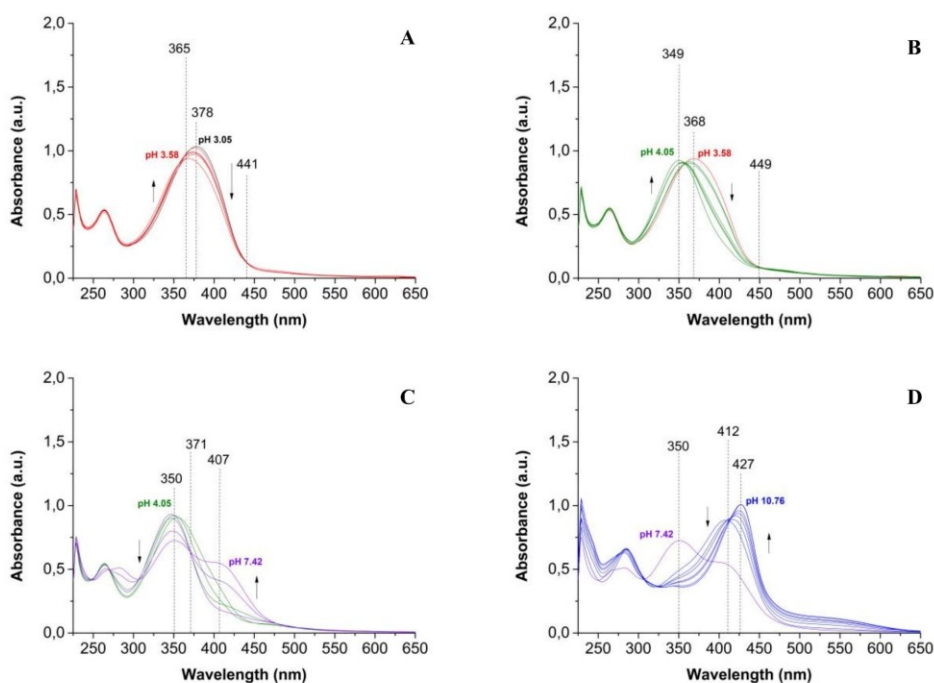 A
2,0
1,5
1,0
0,5
0,0
Absorbance (a.u.)
365
378
pH 3.05
pH 3.58
441
250 300 350 400 450 500 550 600 650
Wavelength (nm)
B
2,0
1,5
1,0
0,5
0,0
Absorbance (a.u.)
349
368
pH 4.05
pH 3.58
449
250 300 350 400 450 500 550 600 650
Wavelength (nm)
C
2,0
1,5
1,0
0,5
0,0
Absorbance (a.u.)
371
407
350
pH 4.05
pH 7.42
250 300 350 400 450 500 550 600 650
Wavelength (nm)
D
2,0
1,5
1,0
0,5
0,0
Absorbance (a.u.)
412
350
427
pH 10.76
pH 7.42
250 300 350 400 450 500 550 600 650
Wavelength (nm)